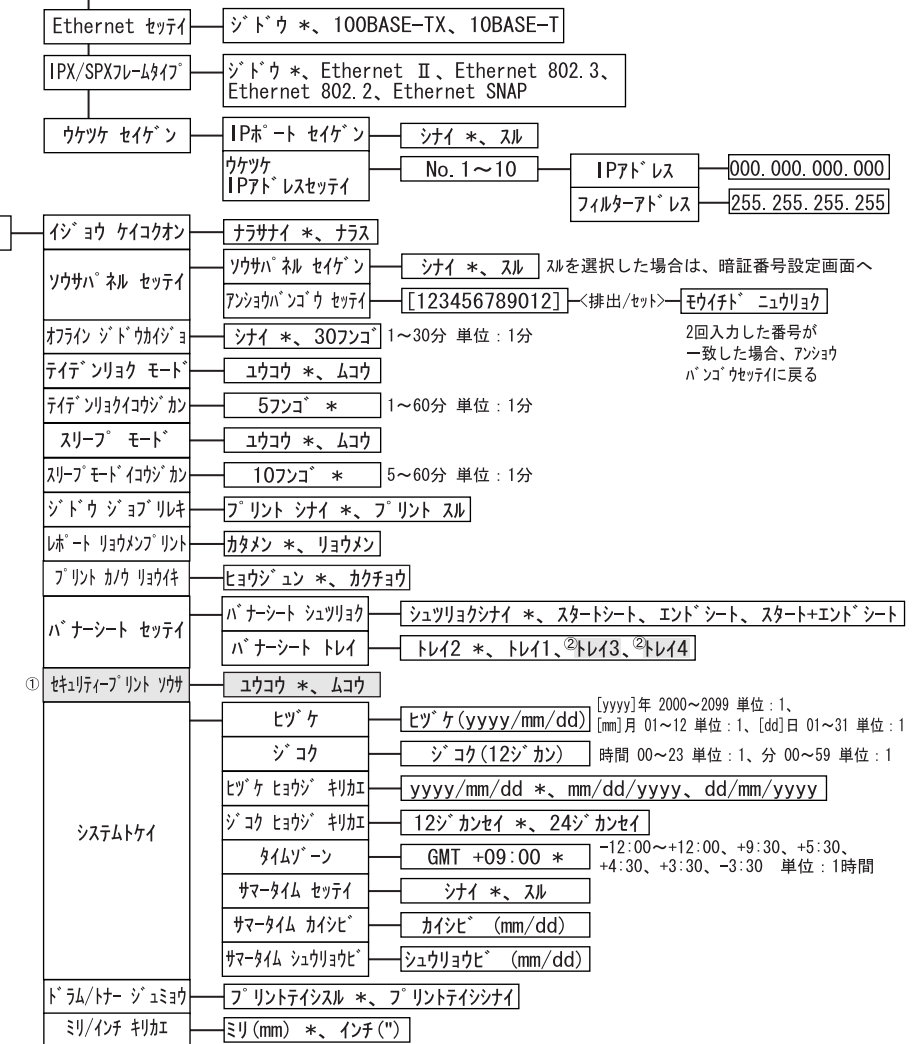 Ethernet セッテイ ジドウ *、100BASE-TX、10BASE-T
IPX/SPXフレームタイプ ジドウ *、Ethernet Ⅱ、Ethernet 802.3、
Ethernet 802.2、Ethernet SNAP
ウケツケ セイゲン IPポート セイゲン シナイ *、スル
ウケツケ
IPアドレスセッテイ No.1～10 IPアドレス 000.000.000.000
フィルターアドレス 255.255.255.255
イジョウ ケイコクオン ナラサナイ *、ナラス
ソウサパネル セッテイ ソウサパネル セイゲン シナイ *、スル スルを選択した場合は、暗証番号設定画面へ
アンショウバンゴウ セッテイ [123456789012] <排出/セット> モウイチド ニュウリョク
2回入力した番号が
一致した場合、アンショウ
バンゴウセッテイに戻る
オフライン ジドウカイジョ シナイ *、30フンゴ 1～30分 単位：1分
テイデンリョク モード ユウコウ *、ムコウ
テイデンリョクイコウジカン 5フンゴ * 1～60分 単位：1分
スリープ モード ユウコウ *、ムコウ
スリープモードイコウジカン 10フンゴ * 5～60分 単位：1分
ジドウ ジョブリレキ プリント シナイ *、プリント スル
レポート リョウメンプリント カタメン *、リョウメン
プリント カノウ リョウイキ ヒョウジュン *、カクチョウ
バナーシート セッテイ バナーシート シュツリョク シュツリョクシナイ *、スタートシート、エンドシート、スタート+エンドシート
バナーシート トレイ トレイ2 *、トレイ1、②トレイ3、②トレイ4
① セキュリティープリント ソウサ ユウコウ *、ムコウ
システムトケイ ヒヅケ ヒヅケ(yyyy/mm/dd) [yyyy]年 2000～2099 単位：1、
[mm]月 01～12 単位：1、[dd]日 01～31 単位：1
ジコク ジコク(12ジカン) 時間 00～23 単位：1、分 00～59 単位：1
ヒヅケ ヒョウジ キリカエ yyyy/mm/dd *、mm/dd/yyyy、dd/mm/yyyy
ジコク ヒョウジ キリカエ 12ジカンセイ *、24ジカンセイ
タイムゾーン GMT +09:00 * -12:00～+12:00、+9:30、+5:30、
+4:30、+3:30、-3:30 単位：1時間
サマータイム セッテイ シナイ *、スル
サマータイム カイシビ カイシビ (mm/dd)
サマータイム シュウリョウビ シュウリョウビ (mm/dd)
ドラム/トナー ジュミョウ プリントテイシスル *、プリントテイシシナイ
ミリ/インチ キリカエ ミリ(mm) *、インチ(")